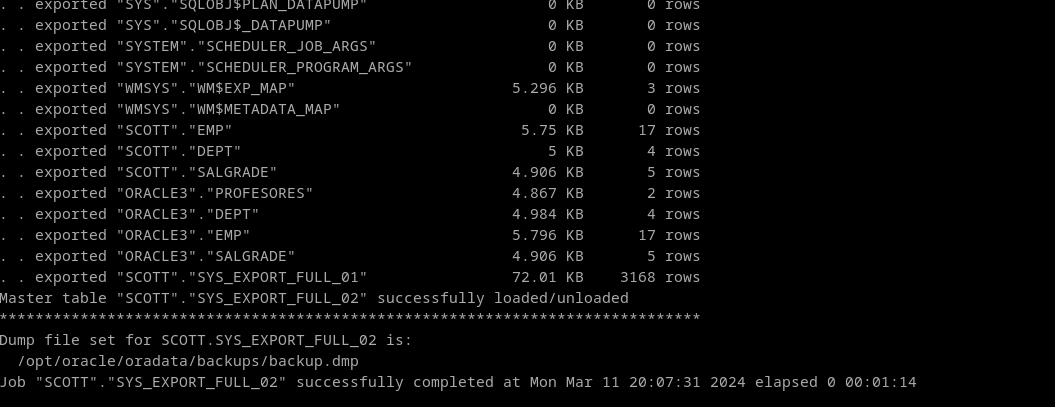 . . exported "SYS"."SQLOBJ$PLAN_DATAPUMP" 0 KB 0 rows
. . exported "SYS"."SQLOBJ$_DATAPUMP" 0 KB 0 rows
. . exported "SYSTEM"."SCHEDULER_JOB_ARGS" 0 KB 0 rows
. . exported "SYSTEM"."SCHEDULER_PROGRAM_ARGS" 0 KB 0 rows
. . exported "WMSYS"."WM$EXP_MAP" 5.296 KB 3 rows
. . exported "WMSYS"."WM$METADATA_MAP" 0 KB 0 rows
. . exported "SCOTT"."EMP" 5.75 KB 17 rows
. . exported "SCOTT"."DEPT" 5 KB 4 rows
. . exported "SCOTT"."SALGRADE" 4.906 KB 5 rows
. . exported "ORACLE3"."PROFESORES" 4.867 KB 2 rows
. . exported "ORACLE3"."DEPT" 4.984 KB 4 rows
. . exported "ORACLE3"."EMP" 5.796 KB 17 rows
. . exported "ORACLE3"."SALGRADE" 4.906 KB 5 rows
. . exported "SCOTT"."SYS_EXPORT_FULL_01" 72.01 KB 3168 rows
Master table "SCOTT"."SYS_EXPORT_FULL_02" successfully loaded/unloaded
******************************************************************************
Dump file set for SCOTT.SYS_EXPORT_FULL_02 is:
/opt/oracle/oradata/backups/backup.dmp
Job "SCOTT"."SYS_EXPORT_FULL_02" successfully completed at Mon Mar 11 20:07:31 2024 elapsed 0 00:01:14